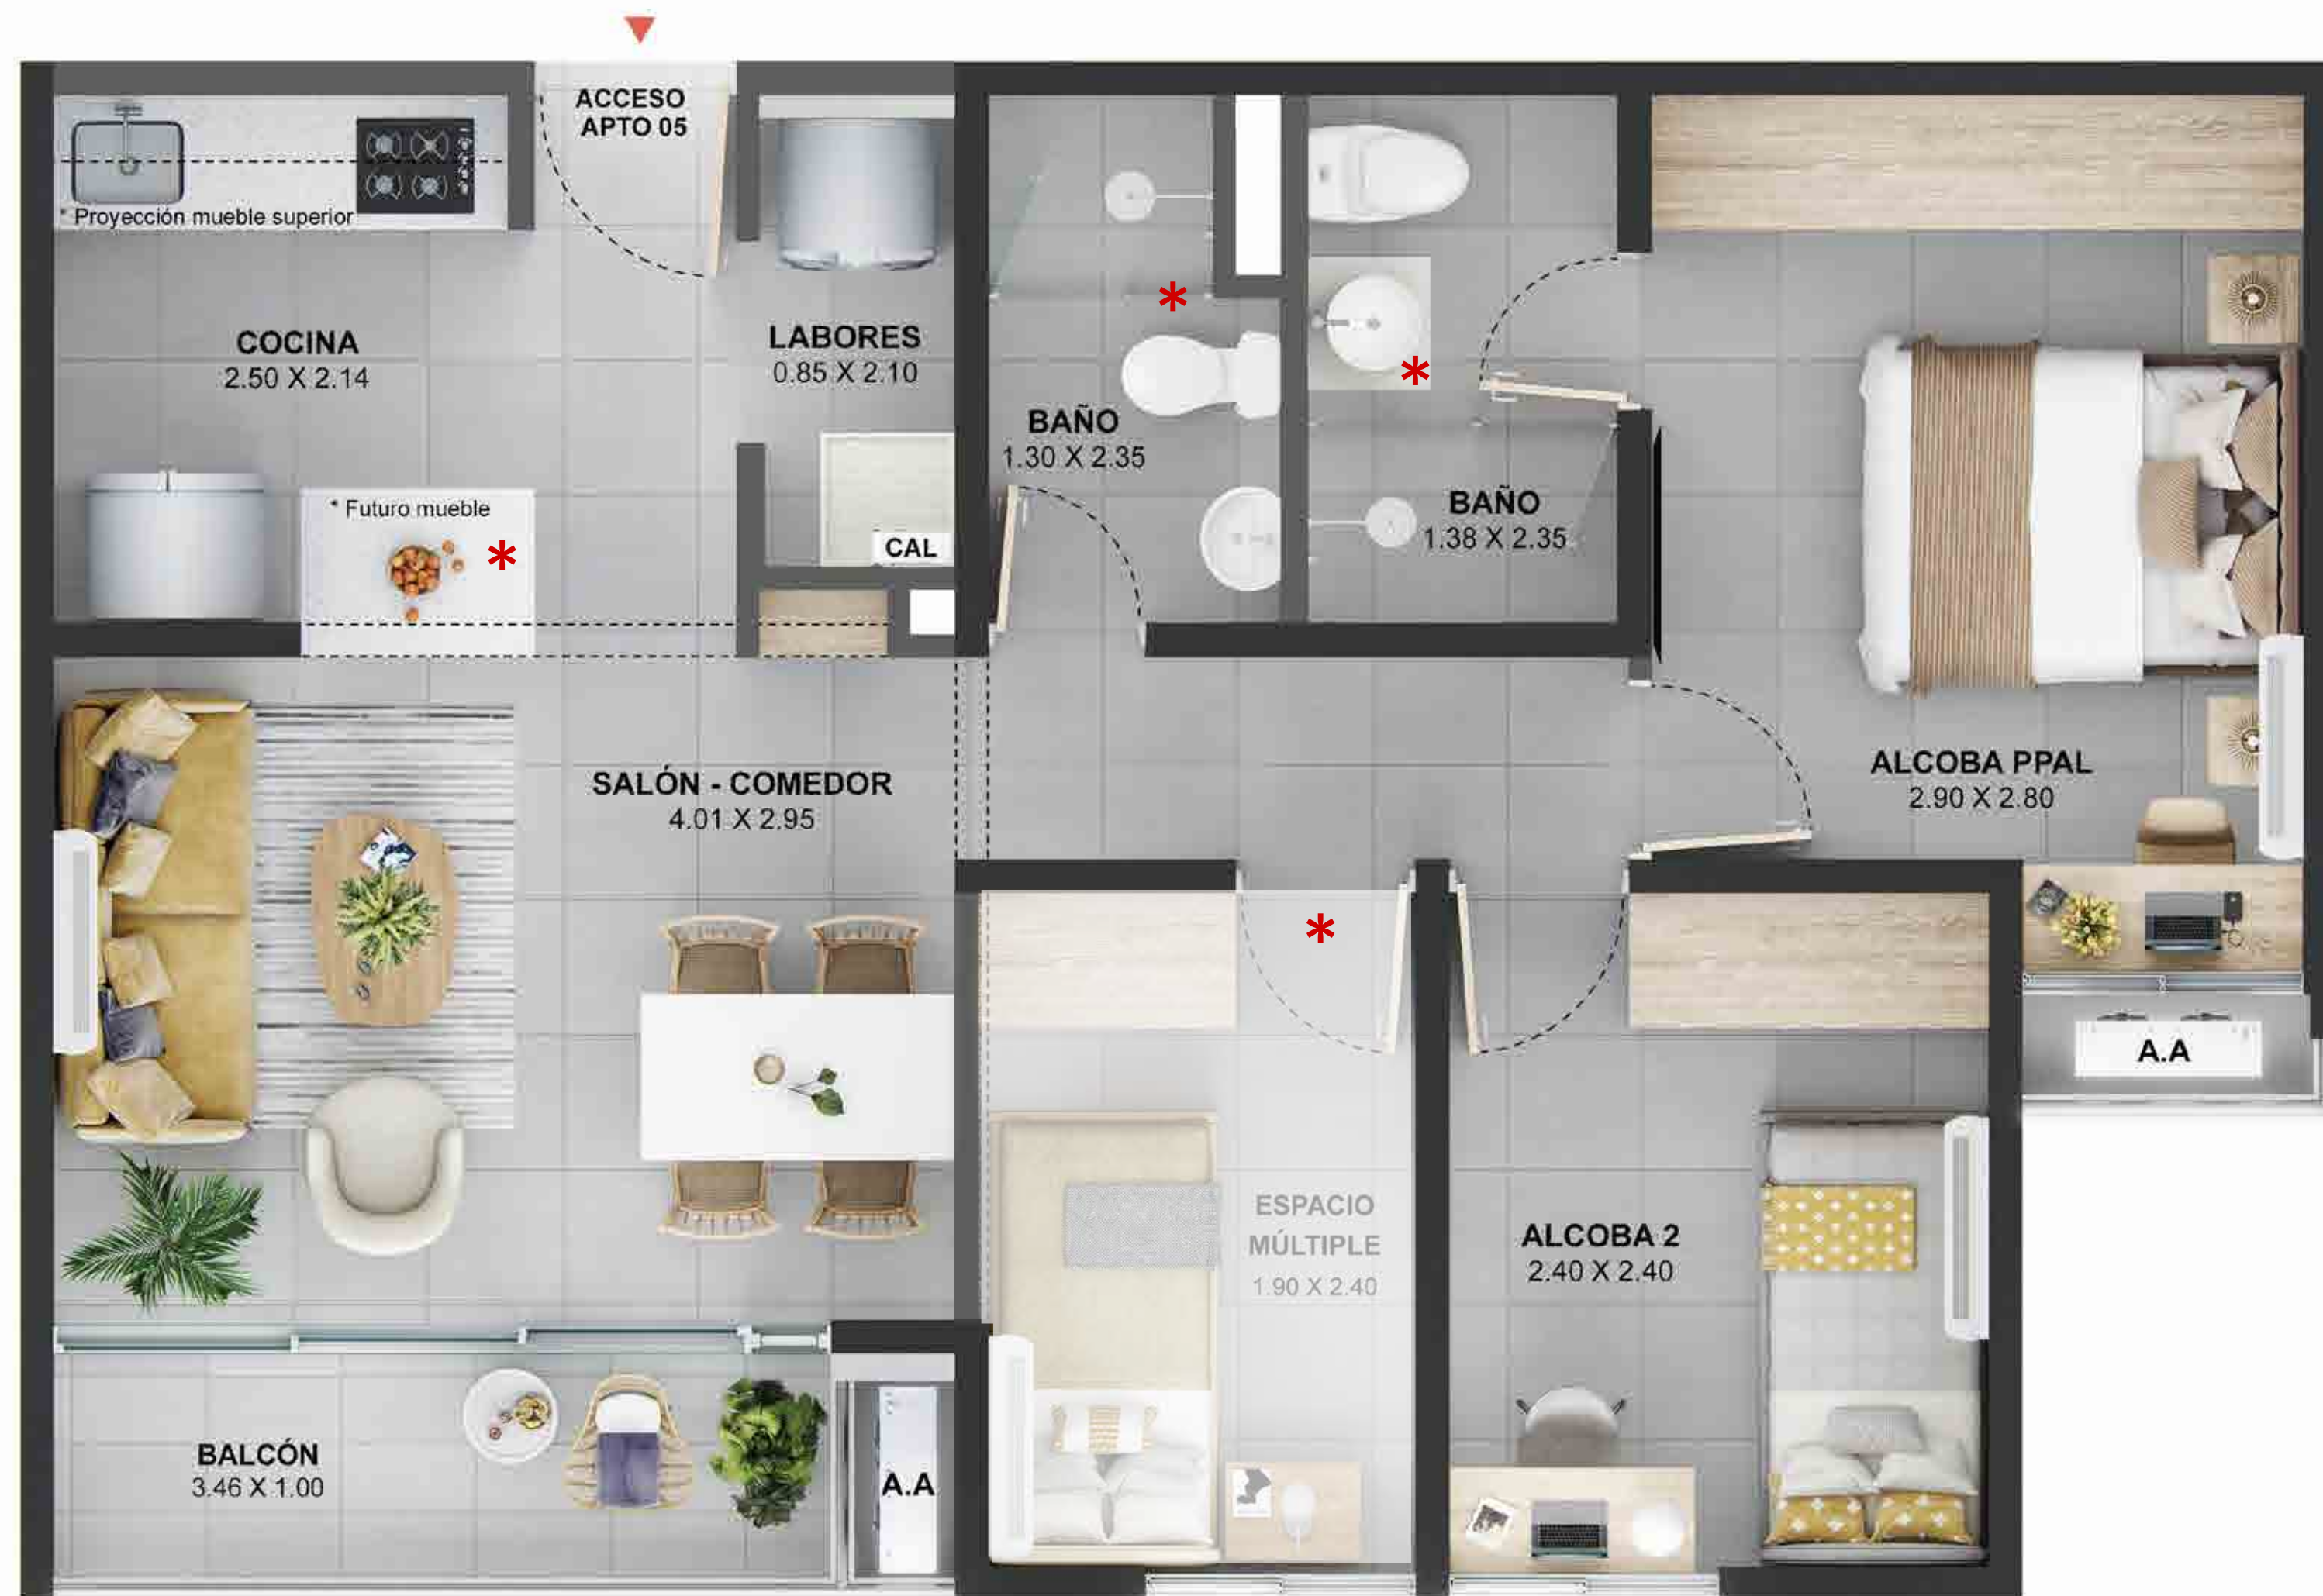 ACCESO
APTO 05
* Proyección mueble superior
COCINA
2.50 X 2.14
LABORES
0.85 X 2.10
BAÑO
1.30 X 2.35
BAÑO
1.38 X 2.35
* Futuro mueble
*
CAL
*
*
SALÓN - COMEDOR
4.01 X 2.95
ALCOBA PPAL
2.90 X 2.80
*
A.A
ESPACIO
MÚLTIPLE
1.90 X 2.40
ALCOBA 2
2.40 X 2.40
BALCÓN
3.46 X 1.00
A.A